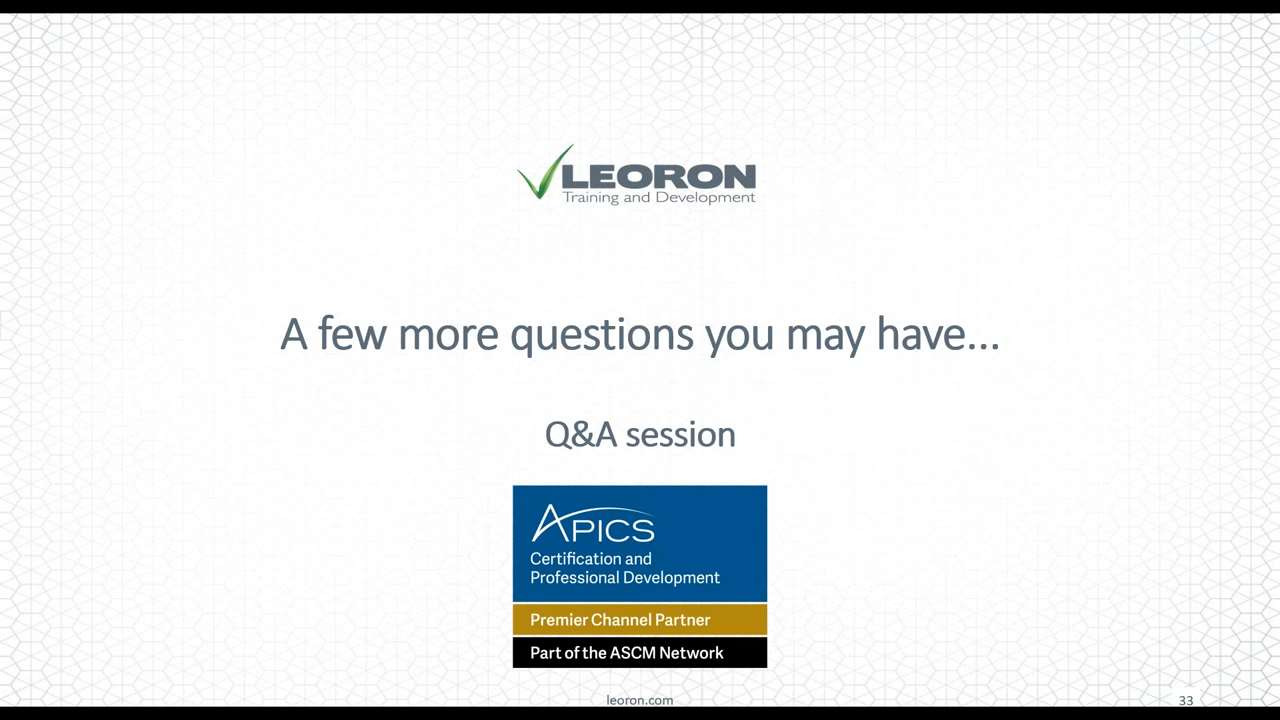 LEORON
Training and Development
A few more questions you may have...
Q&A session
APICS
Certification and
Professional Development
Premier Channel Partner
Part of the ASCM Network
leoron.com
33